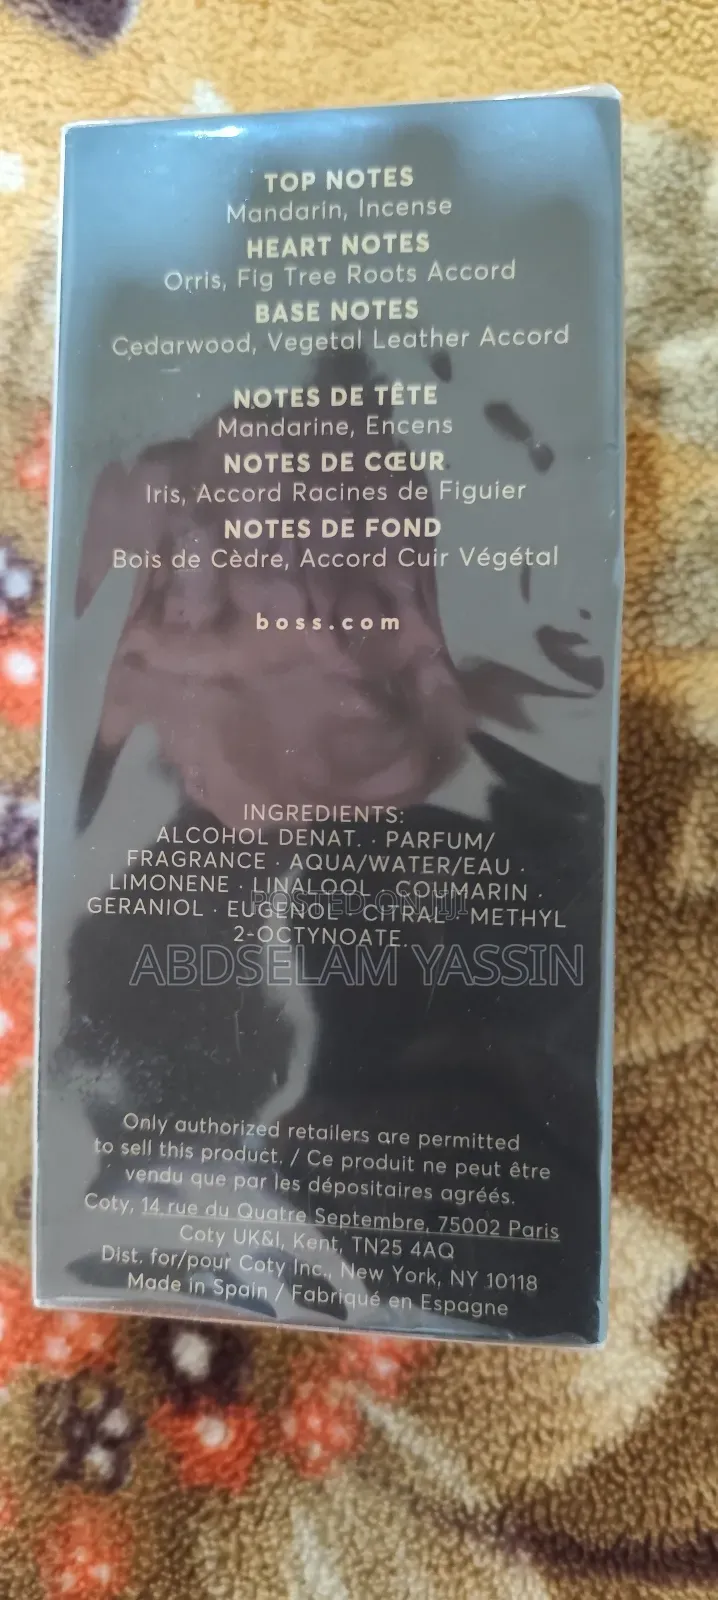 TOP NOTES
Mandarin, Incense
HEART NOTES
Orris, Fig Tree Roots Accord
BASE NOTES
Cedarwood, Vegetal Leather Accord
NOTES DE TÊTE
Mandarine, Encens
NOTES DE CŒUR
Iris, Accord Racines de Figuier
NOTES DE FOND
Bois de Cèdre, Accord Cuir Végétal
boss.com
INGREDIENTS:
ALCOHOL DENAT. · PARFUM/
FRAGRANCE · AQUA/WATER/EAU ·
LIMONENE · LINALOOL · COUMARIN ·
GERANIOL · EUGENOL · CITRAL · METHYL
2-OCTYNOATE.
POSTED ON JIJI
ABDSELAM YASSIN
Only authorized retailers are permitted
to sell this product. / Ce produit ne peut être
vendu que par les dépositaires agréés.
Coty, 14 rue du Quatre Septembre, 75002 Paris
Coty UK&I, Kent, TN25 4AQ
Dist. for/pour Coty Inc., New York, NY 10118
Made in Spain / Fabriqué en Espagne